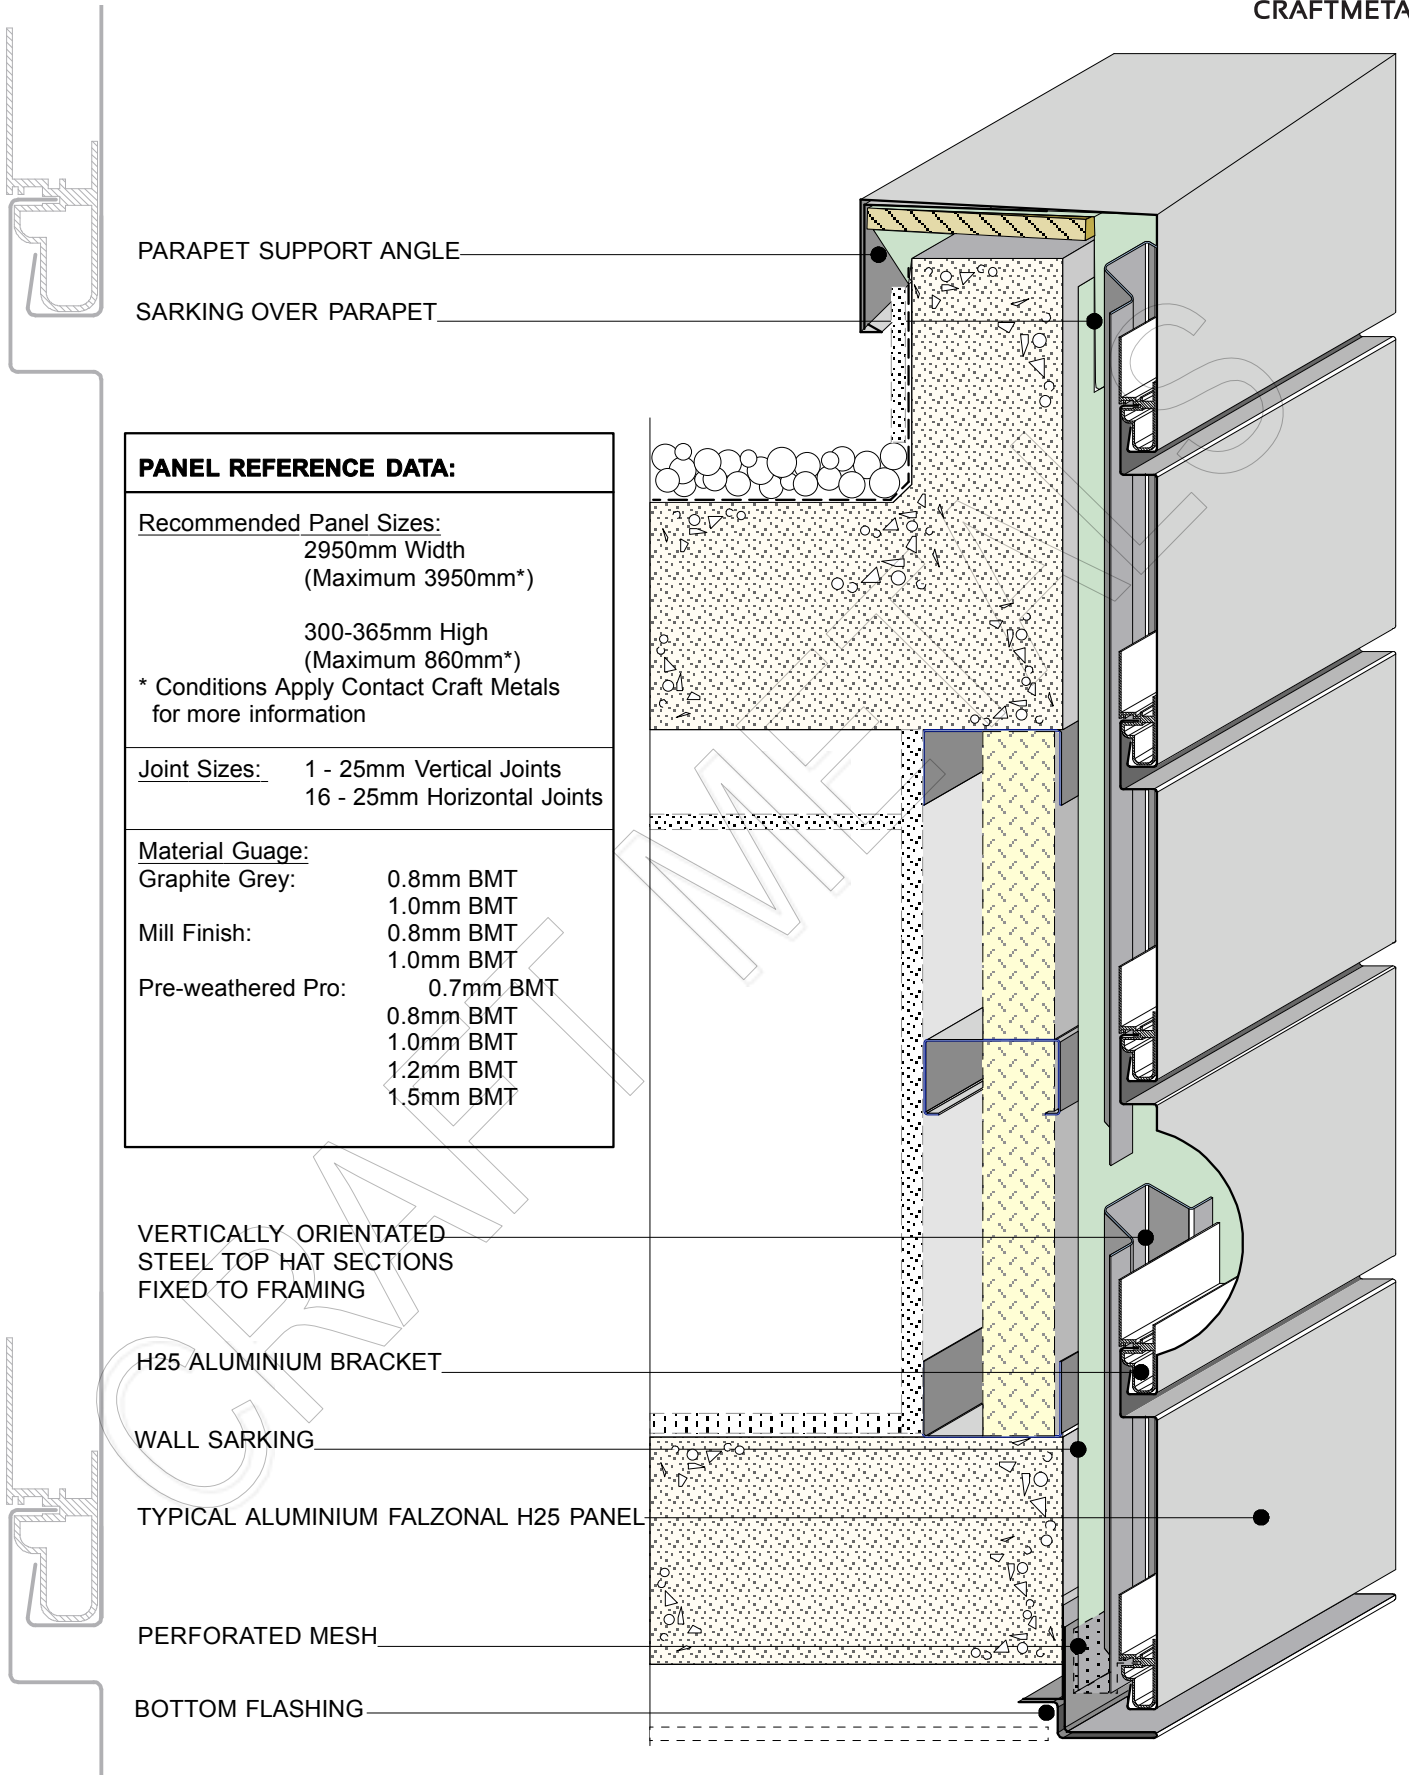 CRAFTMETA
PARAPET SUPPORT ANGLE
SARKING OVER PARAPET
PANEL REFERENCE DATA:
Recommended Panel Sizes:
2950mm Width
(Maximum 3950mm*)
300-365mm High
(Maximum 860mm*)
* Conditions Apply Contact Craft Metals
for more information
Joint Sizes: 1 - 25mm Vertical Joints
16 - 25mm Horizontal Joints
Material Guage:
Graphite Grey: 0.8mm BMT
1.0mm BMT
Mill Finish: 0.8mm BMT
1.0mm BMT
Pre-weathered Pro: 0.7mm BMT
0.8mm BMT
1.0mm BMT
1.2mm BMT
1.5mm BMT
VERTICALLY ORIENTATED
STEEL TOP HAT SECTIONS
FIXED TO FRAMING
H25 ALUMINIUM BRACKET
WALL SARKING
TYPICAL ALUMINIUM FALZONAL H25 PANEL
PERFORATED MESH
BOTTOM FLASHING
CRAFT METALS